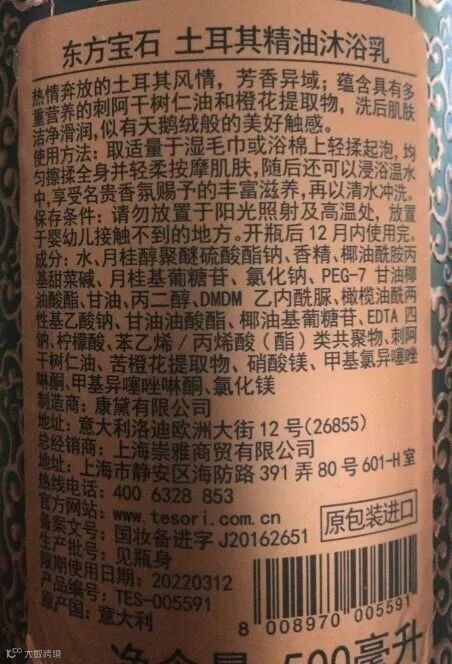 东方宝石 土耳其精油沐浴乳
热情奔放的土耳其风情，芳香异域；蕴含具有多
重营养的刺阿干树仁油和橙花提取物，洗后肌肤
洁净滑润，似有天鹅绒般的美好触感。
使用方法：取适量于湿毛巾或浴棉上轻揉起泡，均
匀擦揉全身并轻柔按摩肌肤，随后还可以浸浴温水
中，享受名贵香氛赐予的丰富滋养，再以清水冲洗。
保存条件：请勿放置于阳光照射及高温处，放置
于婴幼儿接触不到的地方。开瓶后12月内使用完。
成分：水、月桂醇聚醚硫酸酯钠、香精、椰油酰胺丙
基甜菜碱、月桂基葡糖苷、氯化钠、PEG-7 甘油椰
油酸酯、甘油、丙二醇、DMDM 乙内酰脲、橄榄油酰两
性基乙酸钠、甘油油酸酯、椰油基葡糖苷、EDTA 四
钠、柠檬酸、苯乙烯/丙烯酸（酯）类共聚物、刺阿
干树仁油、苦橙花提取物、硝酸镁、甲基氯异噻唑
啉酮、甲基异噻唑啉酮、氯化镁
制造商：康黛有限公司
地址：意大利洛迪欧洲大街12号(26855)
总经销商：上海崇雅商贸有限公司
地址：上海市静安区海防路391弄80号601-H室
热线电话：400 6328 853
官方网站：www.tesori.com.cn
备案文号：国妆备进字J20162651
原包装进口
生产批号：见瓶身
限期使用日期：20220312
产品编号：TES-005591
原产国：意大利
8 008970 005591
净含量 500毫升
大数跨境